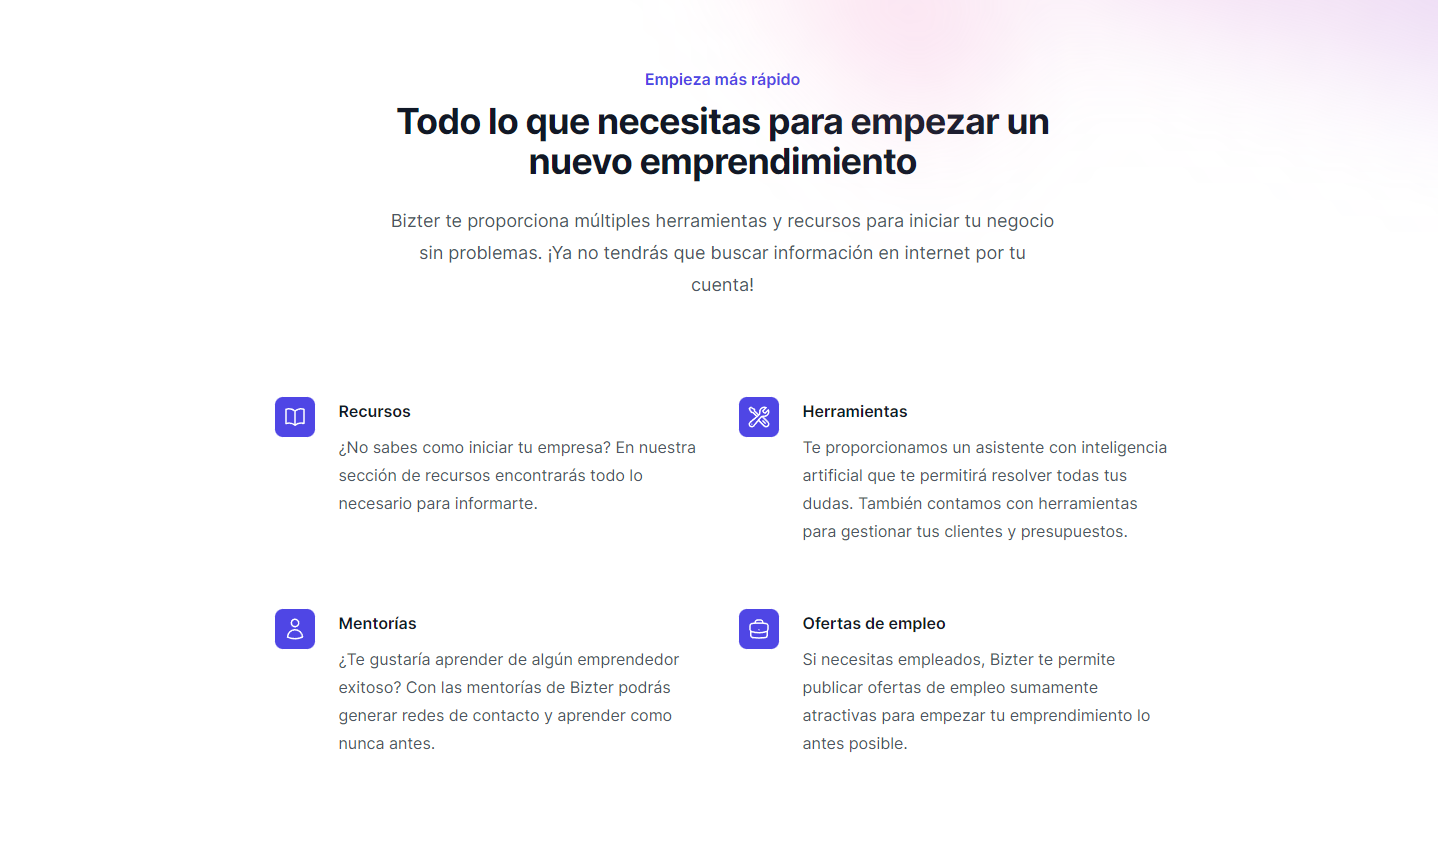 Empieza más rápido
Todo lo que necesitas para empezar un
nuevo emprendimiento
Bizter te proporciona múltiples herramientas y recursos para iniciar tu negocio
sin problemas. ¡Ya no tendrás que buscar información en internet por tu
cuenta!
Recursos
¿No sabes como iniciar tu empresa? En nuestra
sección de recursos encontrarás todo lo
necesario para informarte.
Herramientas
Te proporcionamos un asistente con inteligencia
artificial que te permitirá resolver todas tus
dudas. También contamos con herramientas
para gestionar tus clientes y presupuestos.
Mentorías
¿Te gustaría aprender de algún emprendedor
exitoso? Con las mentorías de Bizter podrás
generar redes de contacto y aprender como
nunca antes.
Ofertas de empleo
Si necesitas empleados, Bizter te permite
publicar ofertas de empleo sumamente
atractivas para empezar tu emprendimiento lo
antes posible.